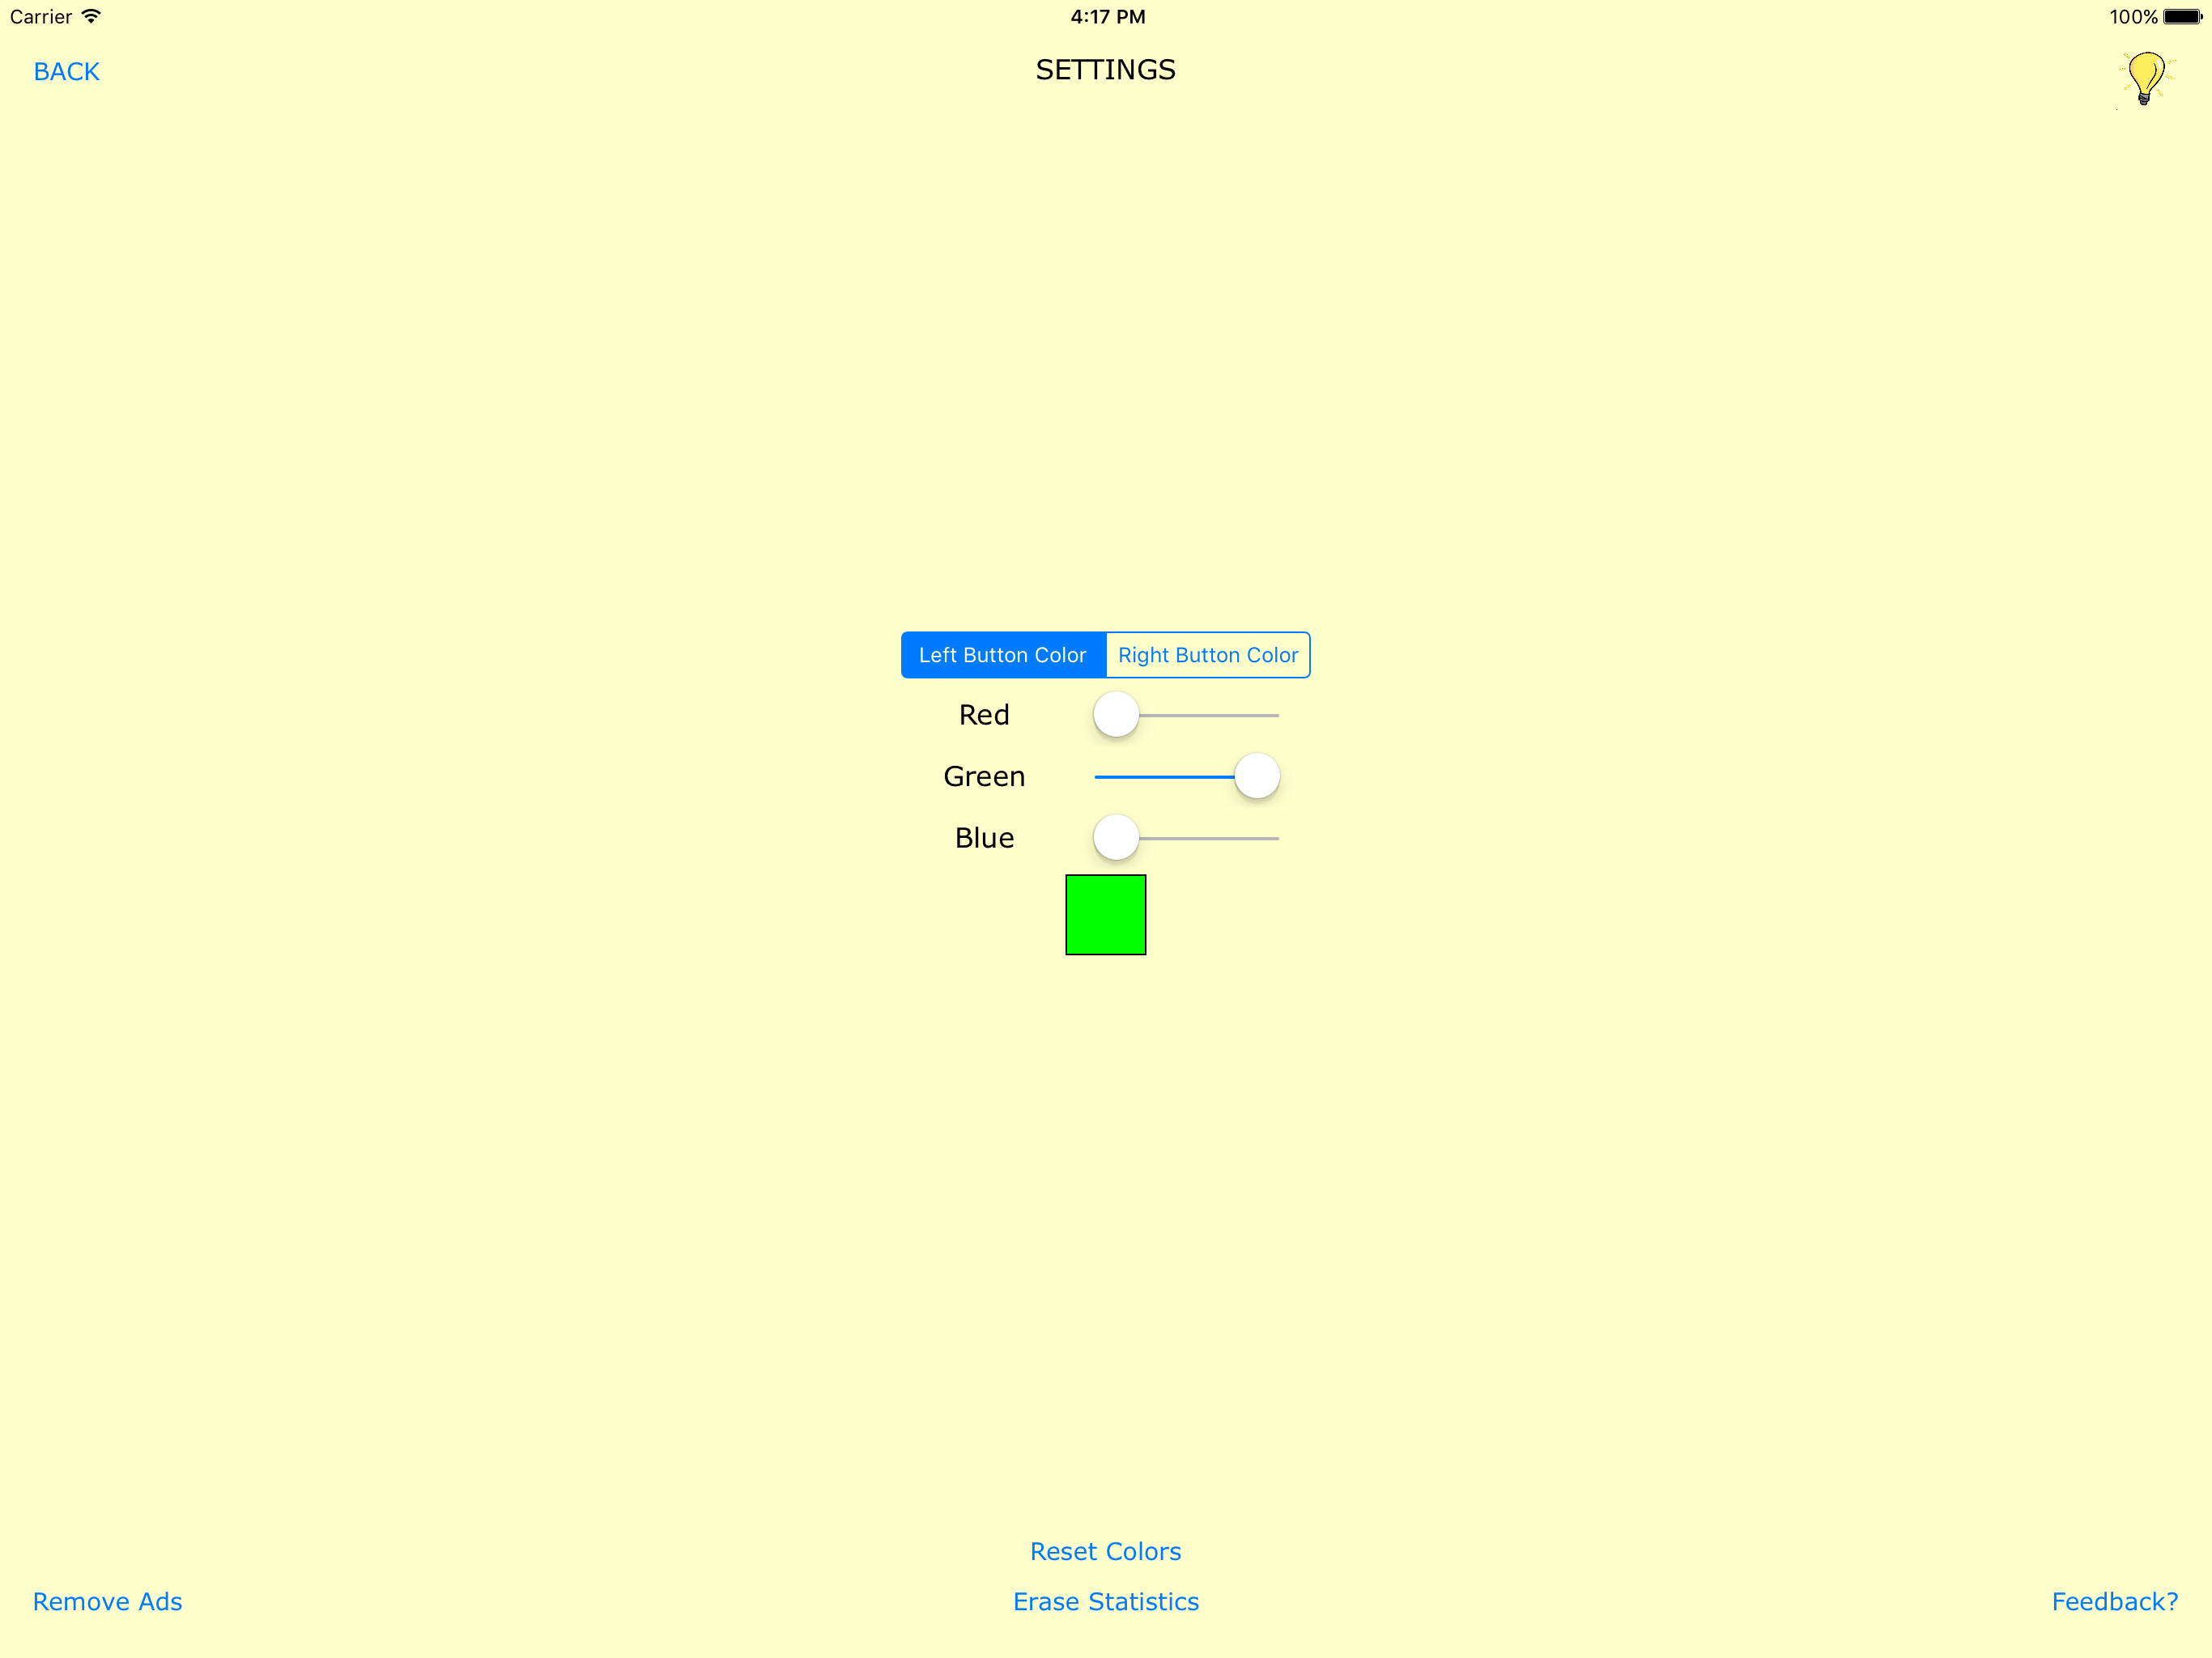 Carrier 4:17 PM 100%
BACK SETTINGS
Left Button Color Right Button Color
Red
Green
Blue
Reset Colors
Remove Ads Erase Statistics Feedback?